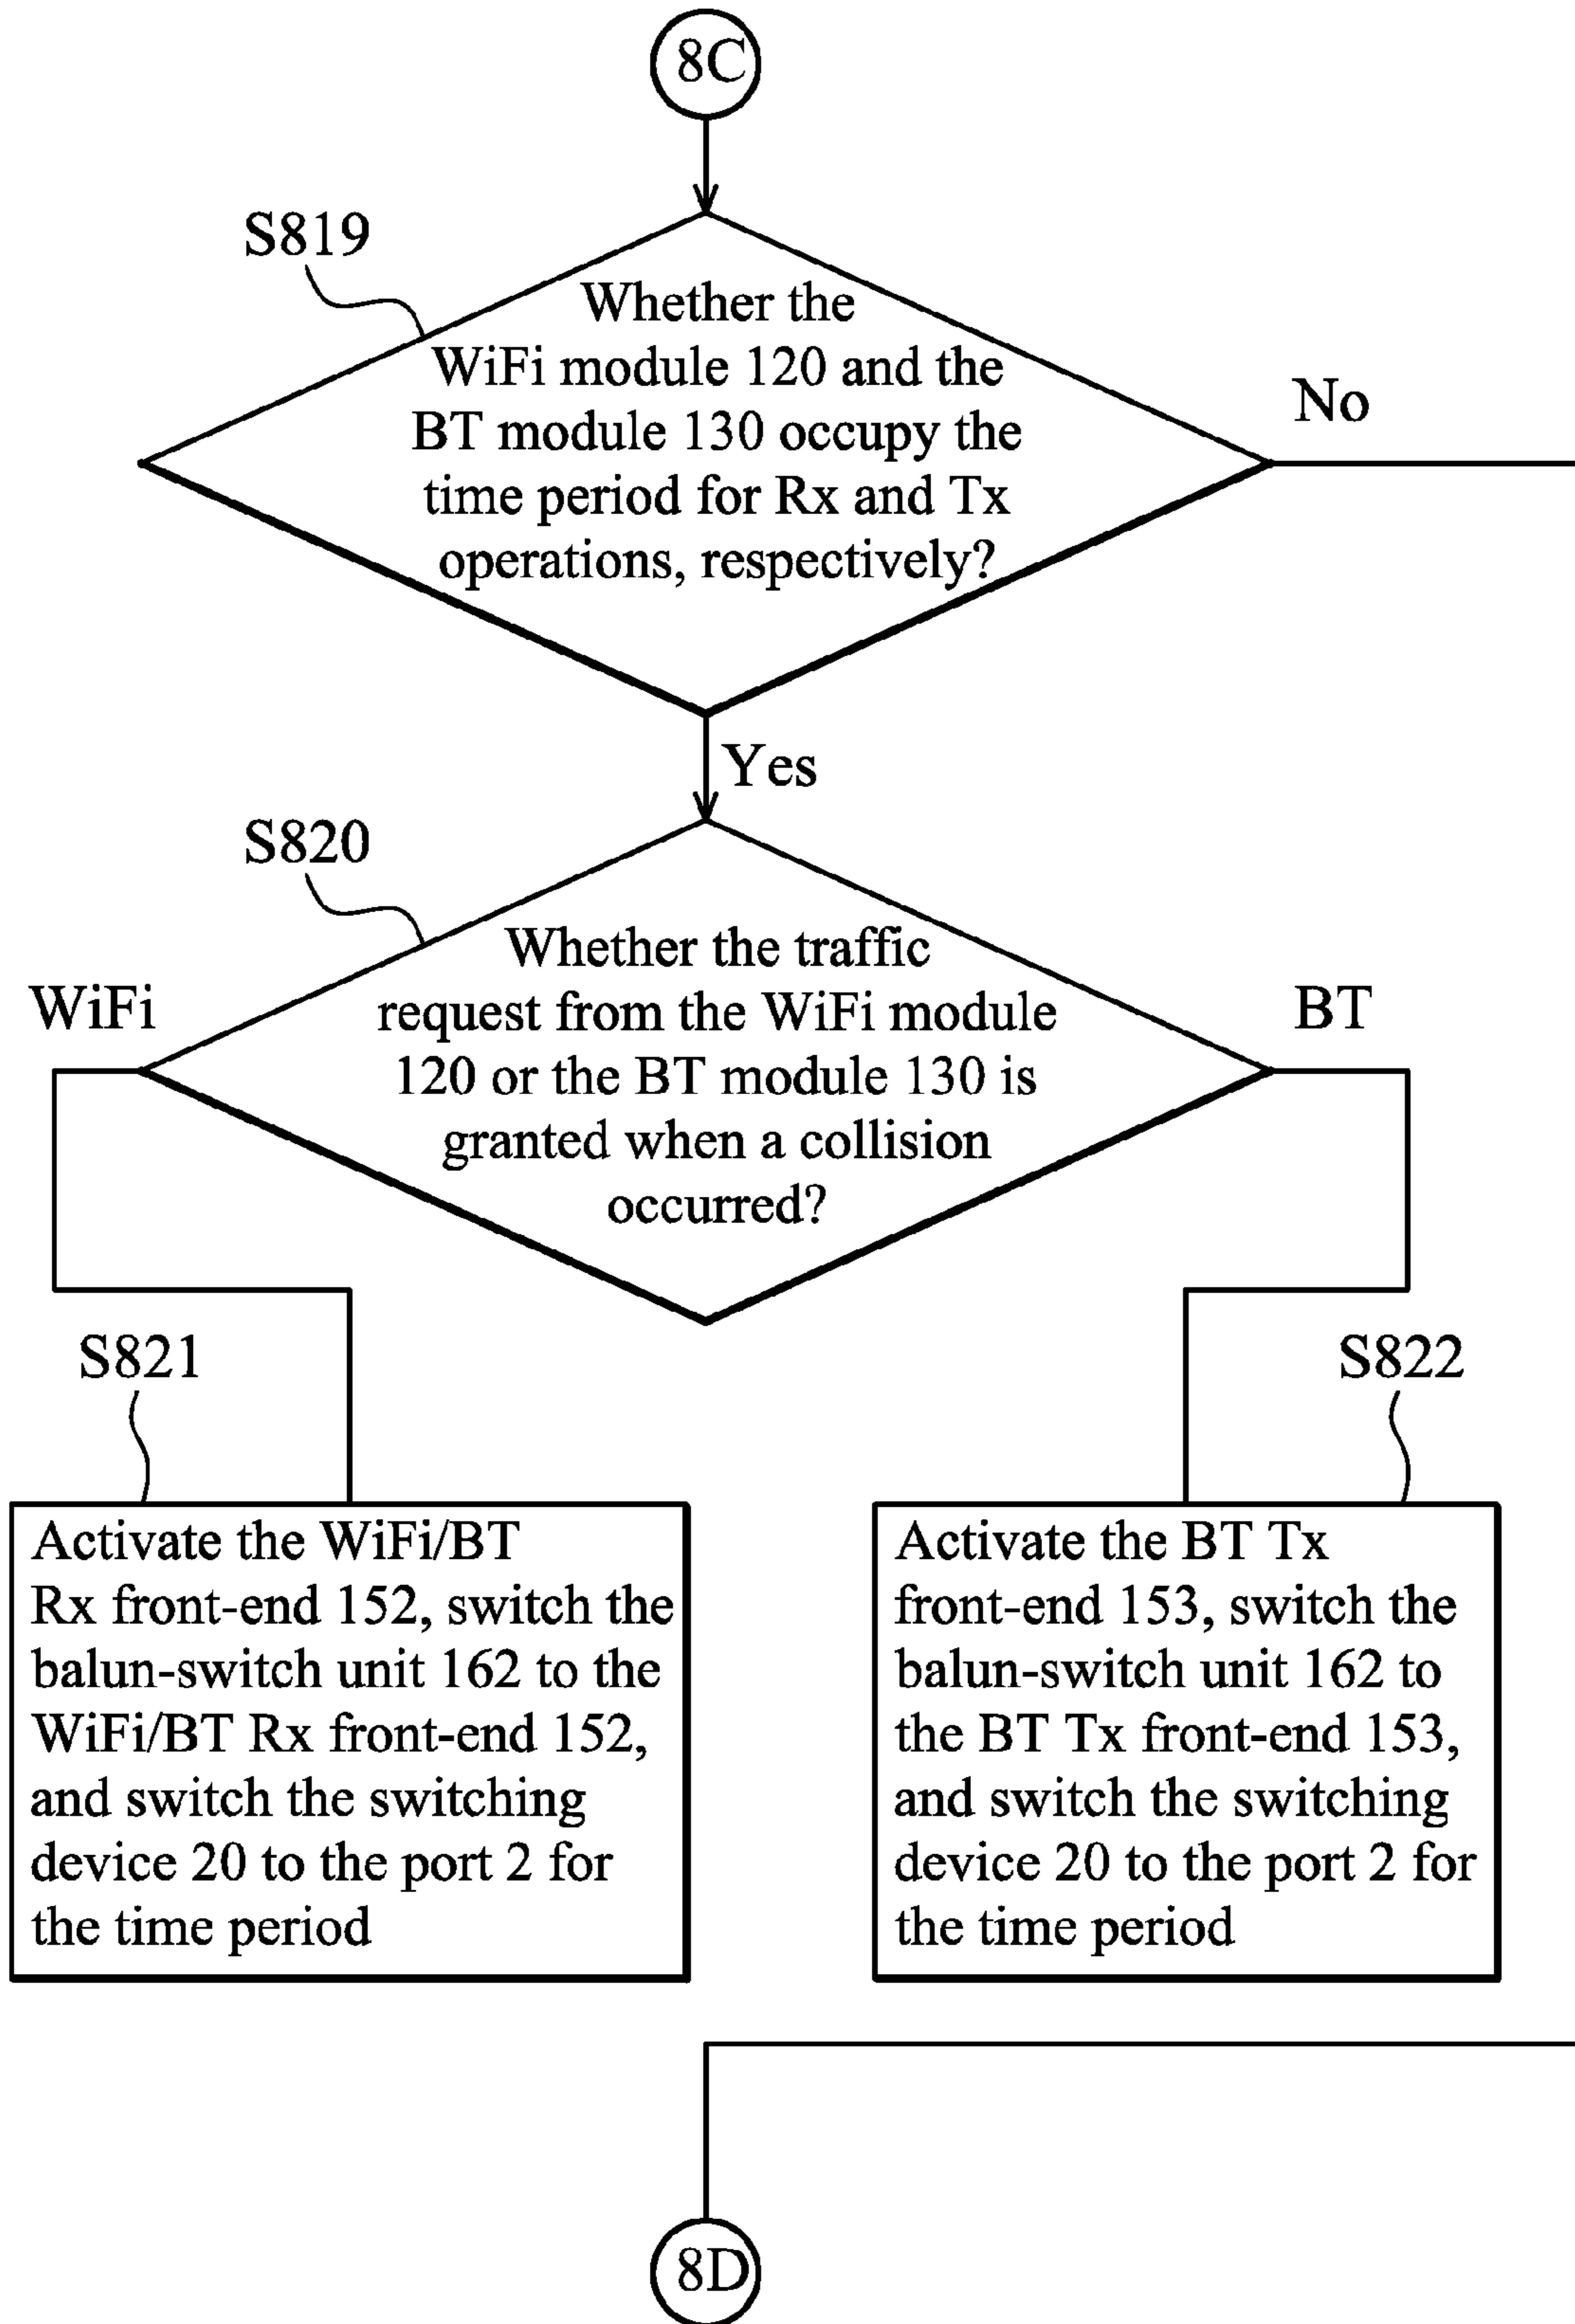 8C
S819
Whether the
WiFi module 120 and the
BT module 130 occupy the
time period for Rx and Tx
operations, respectively?
No
Yes
S820
Whether the traffic
request from the WiFi module
120 or the BT module 130 is
granted when a collision
occurred?
WiFi
BT
S821
Activate the WiFi/BT
Rx front-end 152, switch the
balun-switch unit 162 to the
WiFi/BT Rx front-end 152,
and switch the switching
device 20 to the port 2 for
the time period
S822
Activate the BT Tx
front-end 153, switch the
balun-switch unit 162 to
the BT Tx front-end 153,
and switch the switching
device 20 to the port 2 for
the time period
8D